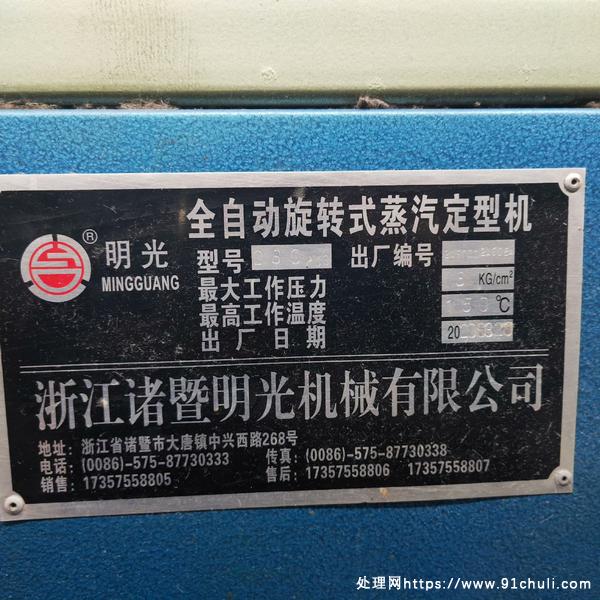 全自动旋转式蒸汽定型机
® 明光
MINGGUANG
型号 出厂编号
最大工作压力 KG/cm²
最高工作温度 ℃
出厂日期 20
浙江诸暨明光机械有限公司
地址：浙江省诸暨市大唐镇中兴西路268号
电话：(0086)-575-87730333 传真：(0086)-575-87730338
销售：17357558805 售后：17357558806 17357558807
处理网https://www.91chuli.com/